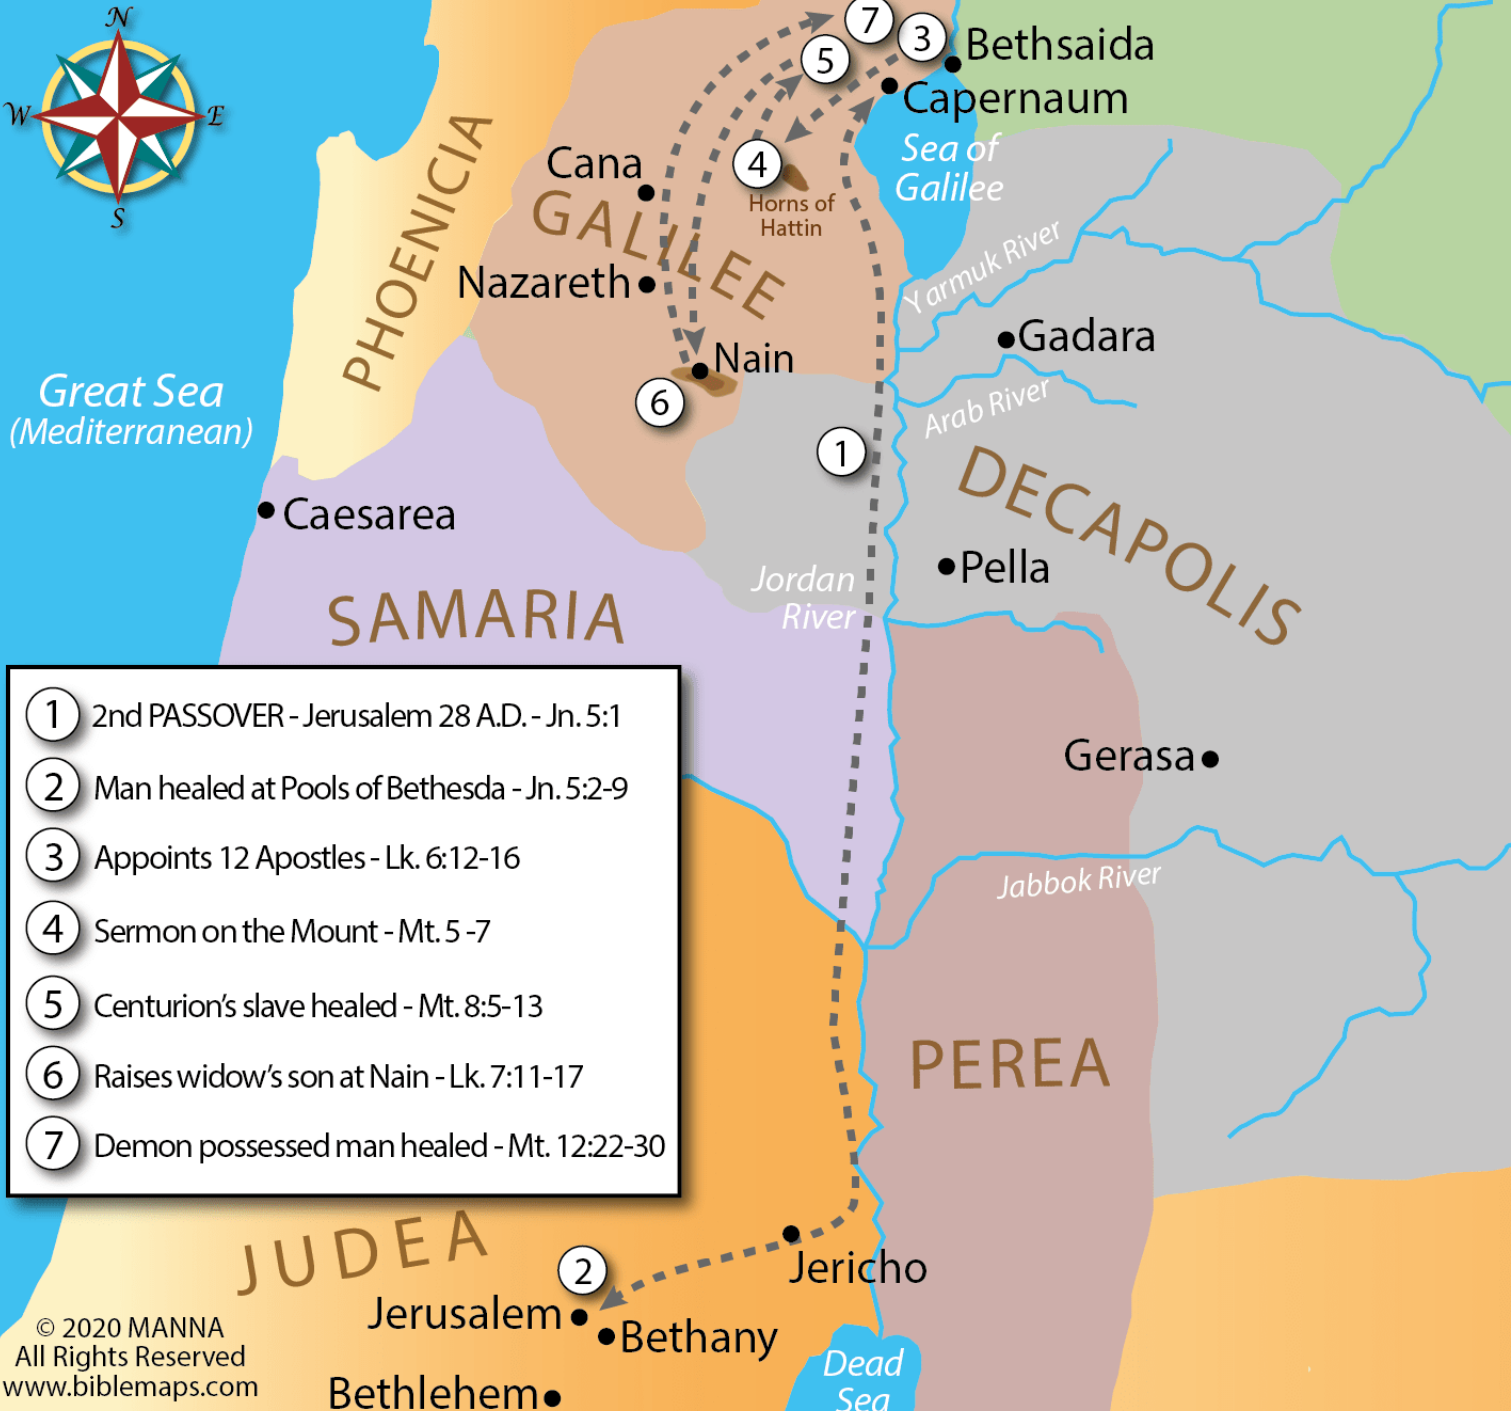 N
W
E
S
7
3
5
Bethsaida
Capernaum
Sea of
Galilee
PHOENICIA
Cana
4
Horns of
Hattin
GALILEE
Nazareth
Yarmuk River
Gadara
Nain
Great Sea
(Mediterranean)
6
Arab River
1
DECAPOLIS
Caesarea
Pella
Jordan
River
SAMARIA
1 2nd PASSOVER - Jerusalem 28 A.D. - Jn. 5:1
2 Man healed at Pools of Bethesda - Jn. 5:2-9
3 Appoints 12 Apostles - Lk. 6:12-16
4 Sermon on the Mount - Mt. 5 -7
5 Centurion's slave healed - Mt. 8:5-13
6 Raises widow's son at Nain - Lk. 7:11-17
7 Demon possessed man healed - Mt. 12:22-30
Gerasa
Jabbok River
PEREA
JUDEA
2
Jericho
Jerusalem
Bethany
© 2020 MANNA
All Rights Reserved
www.biblemaps.com
Bethlehem
Dead
Sea